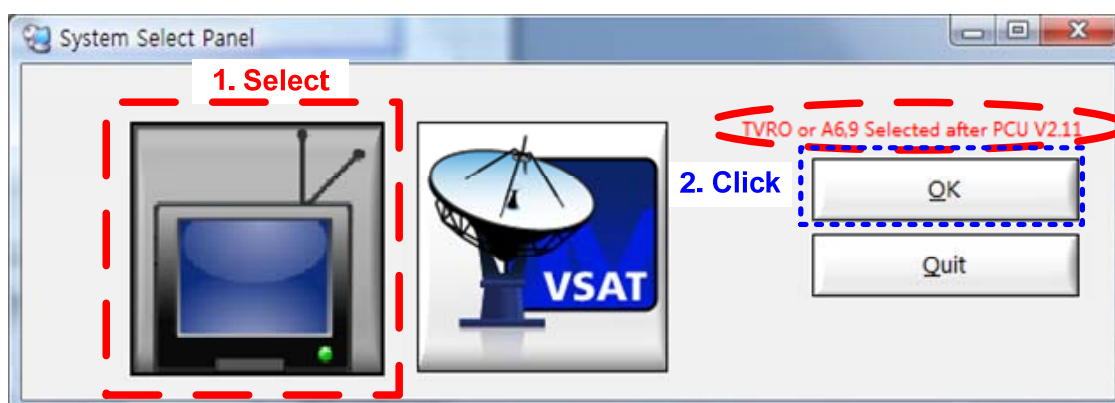 System Select Panel
1. Select
TVRO or A6,9 Selected after PCU V2.11
2. Click
OK
VSAT
Quit